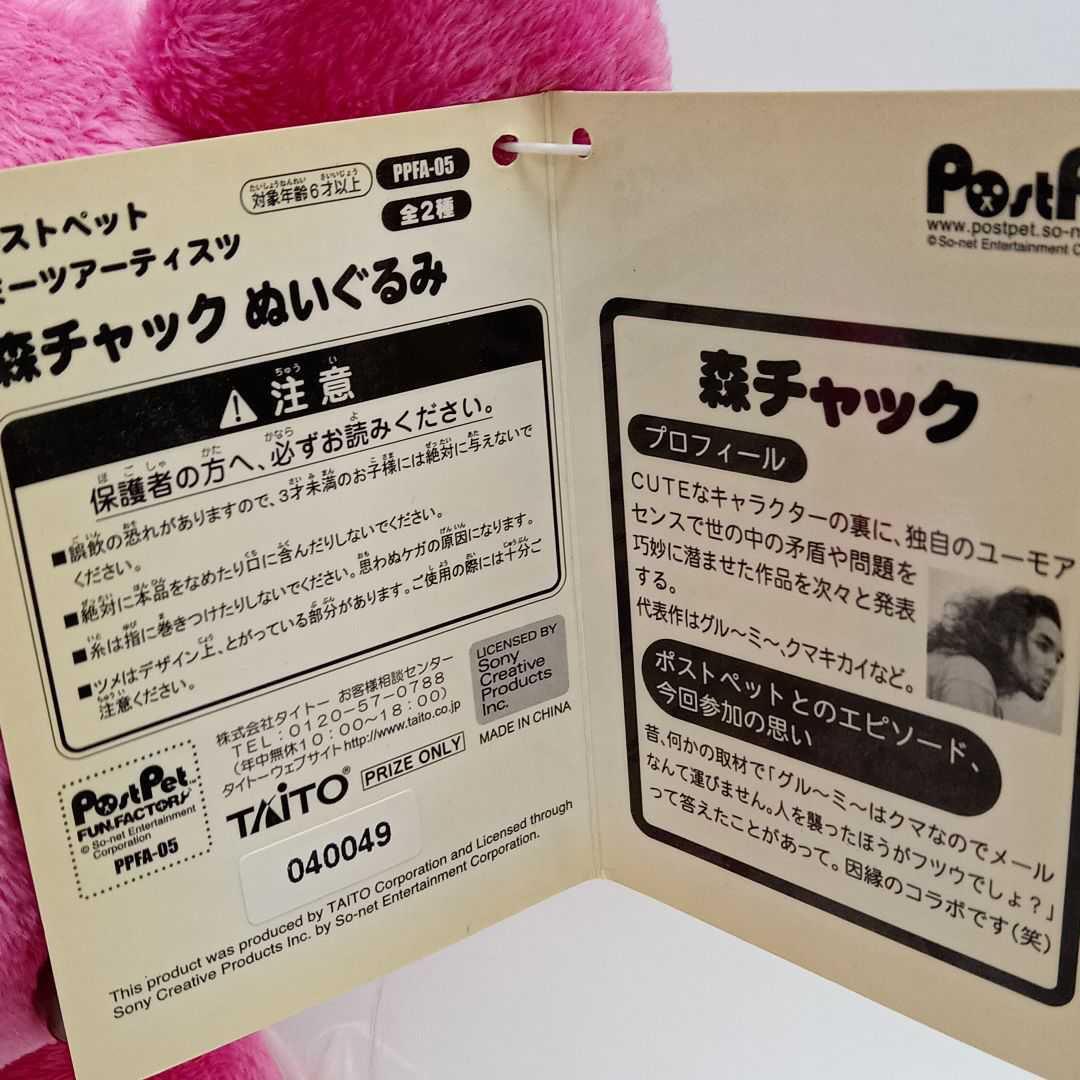 対象年齢6才以上
PPFA-05
全2種
ストペット
ミーツアーティスツ
森チャック ぬいぐるみ
注意
保護者の方へ、必ずお読みください。
■誤飲の恐れがありますので、3才未満のお子様には絶対に与えないで
ください。
■絶対に本品をなめたり口に含んだりしないでください。
■糸は指に巻きつけたりしないでください。思わぬケガの原因になります。
■ツメはデザイン上、とがっている部分があります。ご使用の際には十分ご
注意ください。
株式会社タイトー お客様相談センター
TEL:0120-57-0788
(年中無休10:00〜18:00)
タイトーウェブサイトhttp://www.taito.co.jp
LICENSED BY
Sony
Creative
Products
Inc.
MADE IN CHINA
PostPet™
FUN.FACTORY
© So-net Entertainment
Corporation
PPFA-05
TAITO®
PRIZE ONLY
040049
This product was produced by TAITO Corporation and Licensed through
Sony Creative Products Inc. by So-net Entertainment Corporation.
PostP
www.postpet.so-n
©So-net Entertainment C
森チャック
プロフィール
CUTEなキャラクターの裏に、独自のユーモア
センスで世の中の矛盾や問題を
巧妙に潜ませた作品を次々と発表
する。
代表作はグル〜ミ〜、クマキカイなど。
ポストペットとのエピソード、
今回参加の思い
昔、何かの取材で「グル〜ミ〜はクマなのでメール
なんて運びません。人を襲ったほうがフツウでしょ？」
って答えたことがあって。因縁のコラボです(笑)